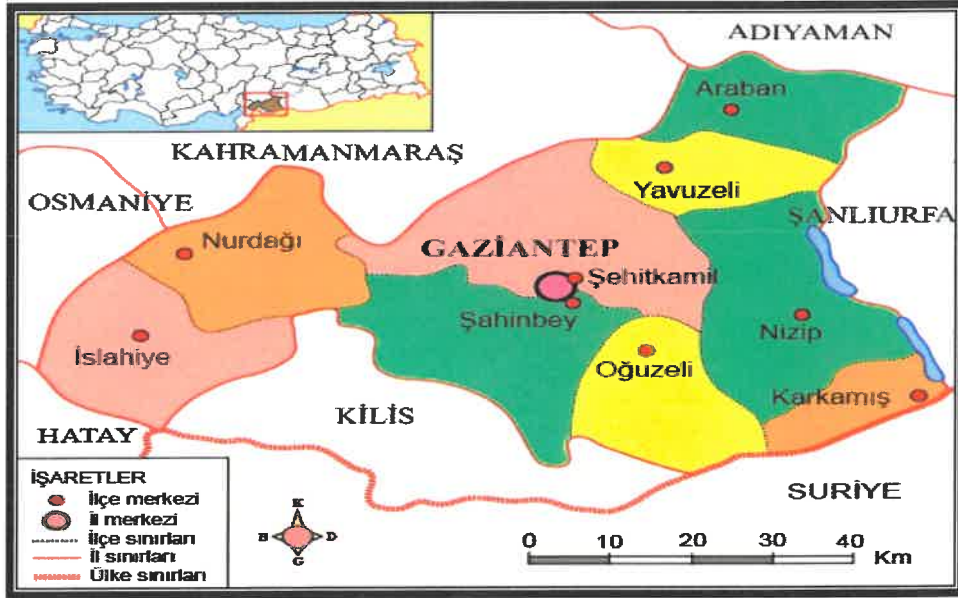 ADIYAMAN
Araban
KAHRAMANMARAŞ
Yavuzeli
OSMANİYE
ŞANLIURFA
Nurdağı
GAZİANTEP
Şehitkamil
Şahinbey
Nizip
İslahiye
Oğuzeli
Karkamış
KİLİS
HATAY
SURİYE
İŞARETLER
İlçe merkezi
İl merkezi
İlçe sınırları
İl sınırları
Ülke sınırları
K
B D
G
0 10 20 30 40
Km